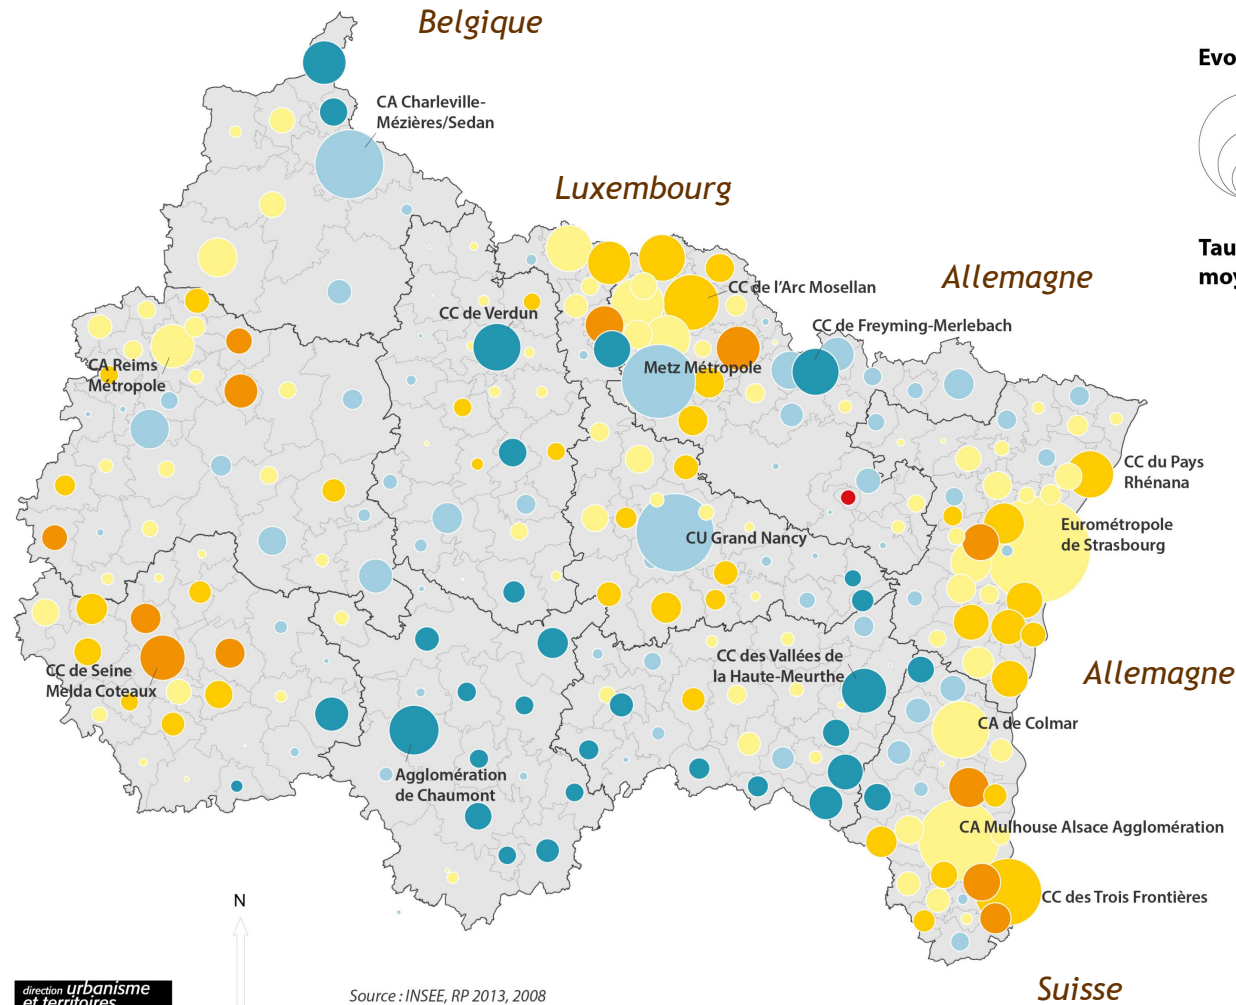 Belgique
Evo
CA Charleville-
Mézières/Sedan
Luxembourg
Tau
moy
Allemagne
CC de l'Arc Mosellan
CC de Verdun
CC de Freyming-Merlebach
CA Reims
Métropole
Metz Métropole
CC du Pays
Rhénana
Eurométropole
de Strasbourg
CU Grand Nancy
CC de Seine
Melda Coteaux
CC des Vallées de
la Haute-Meurthe
Allemagne
CA de Colmar
Agglomération
de Chaumont
CA Mulhouse Alsace Agglomération
CC des Trois Frontières
N
direction urbanisme
et territoires
Source : INSEE, RP 2013, 2008
Suisse